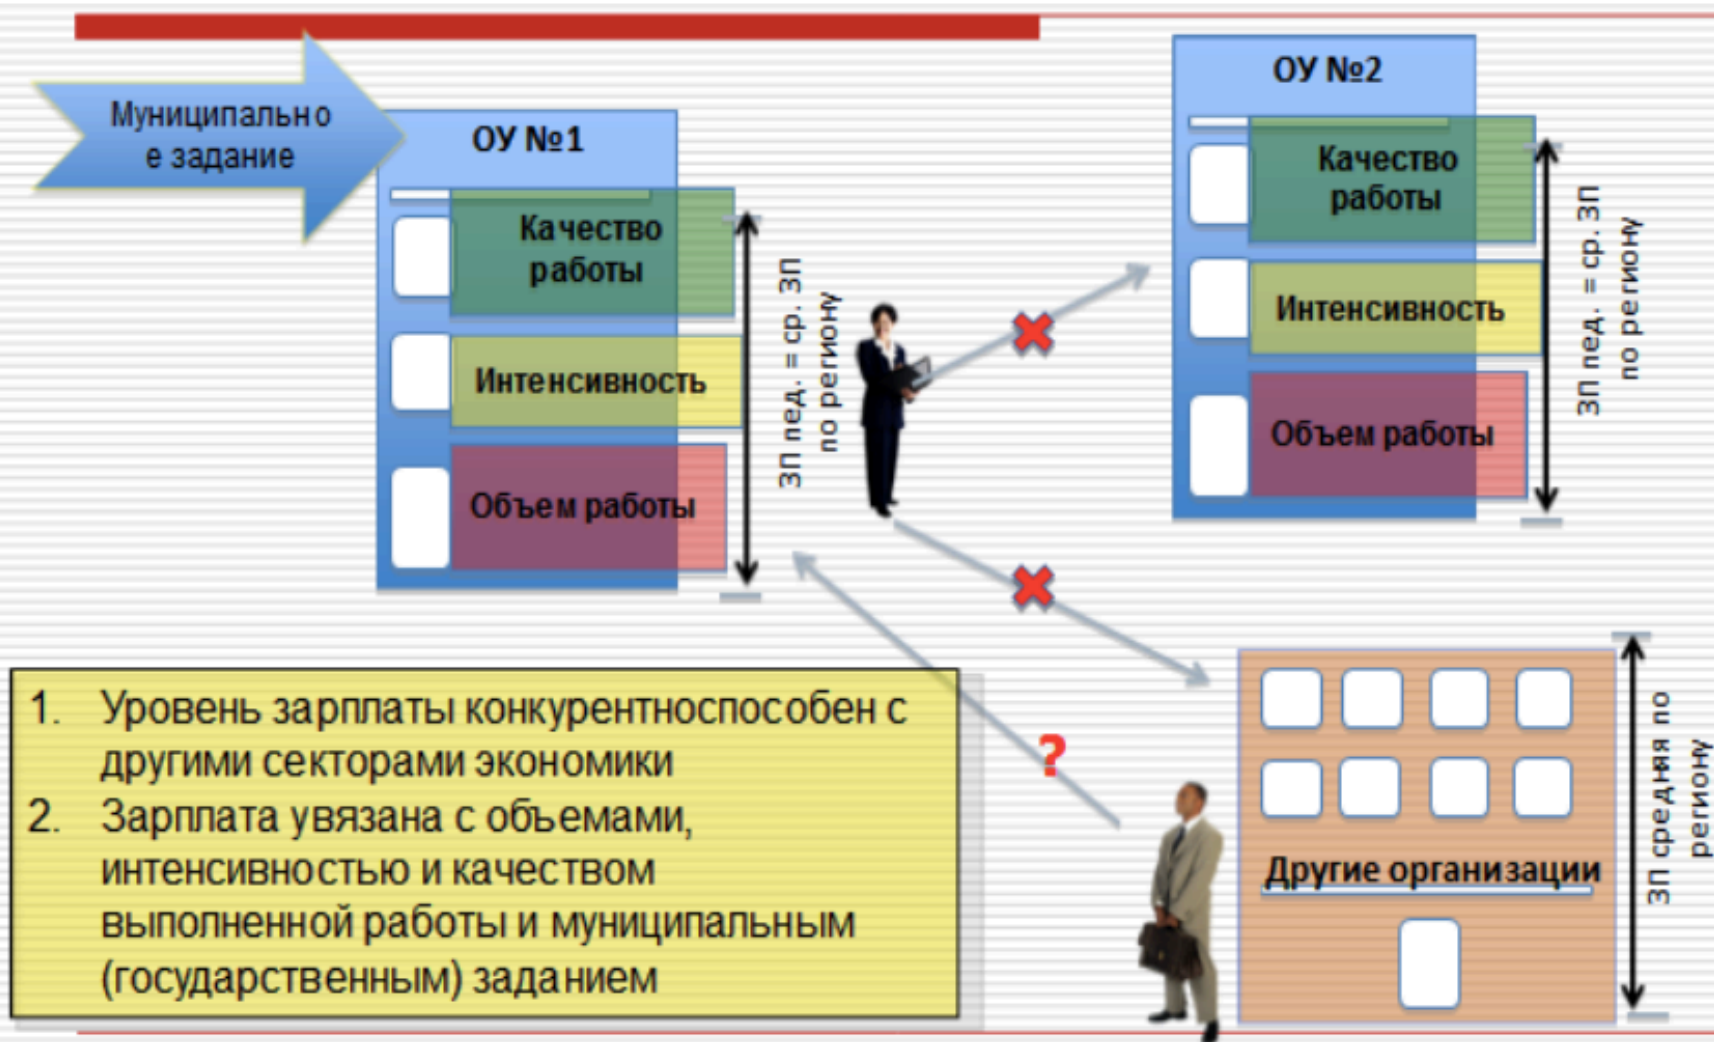 Муниципально
е задание
ОУ №1
Качество
работы
Интенсивность
Объем работы
ЗП пед. = ср. ЗП
по региону
ОУ №2
Качество
работы
Интенсивность
Объем работы
ЗП пед. = ср. ЗП
по региону
?
1. Уровень зарплаты конкурентноспособен с
другими секторами экономики
2. Зарплата увязана с объемами,
интенсивностью и качеством
выполненной работы и муниципальным
(государственным) заданием
Другие организации
ЗП средняя по
региону